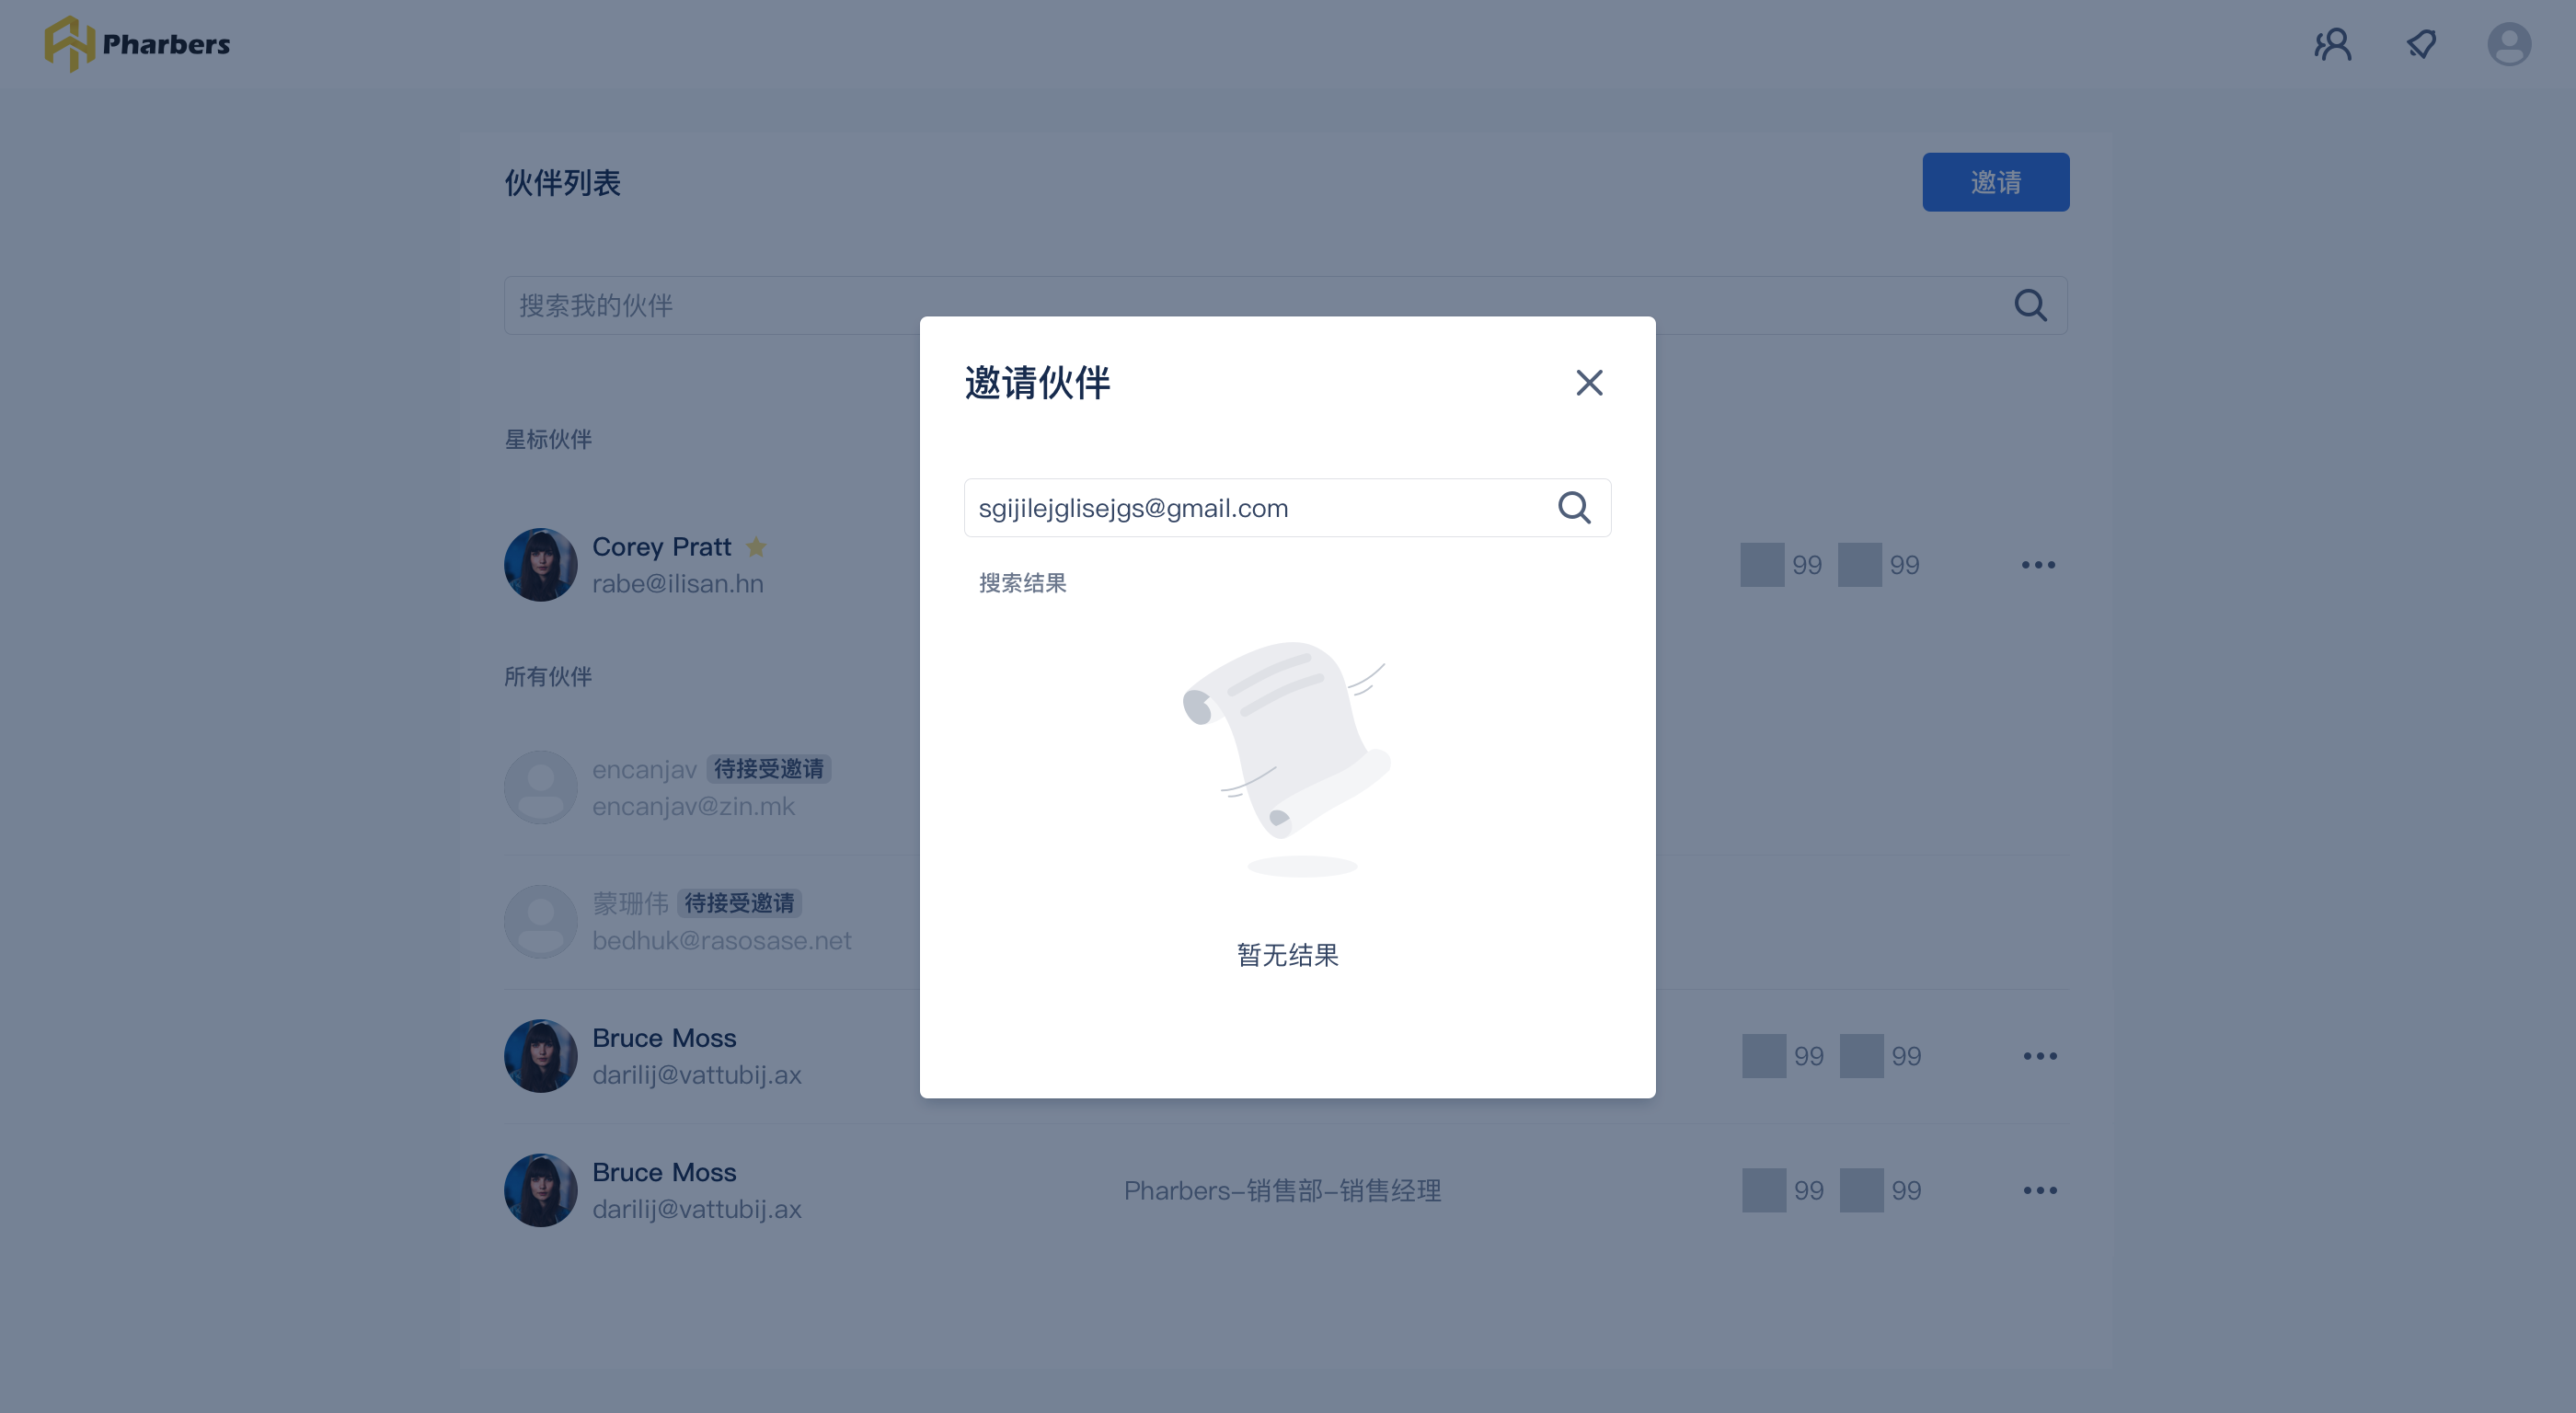 Pharbers
伙伴列表
邀请
搜索我的伙伴
邀请伙伴
sgijilejglisejgs@gmail.com
搜索结果
暂无结果
星标伙伴
Corey Pratt
rabe@ilisan.hn
99 99
所有伙伴
encanjav 待接受邀请
encanjav@zin.mk
蒙珊伟 待接受邀请
bedhuk@rasosase.net
Bruce Moss
darilij@vattubij.ax
99 99
Bruce Moss
darilij@vattubij.ax
Pharbers-销售部-销售经理
99 99